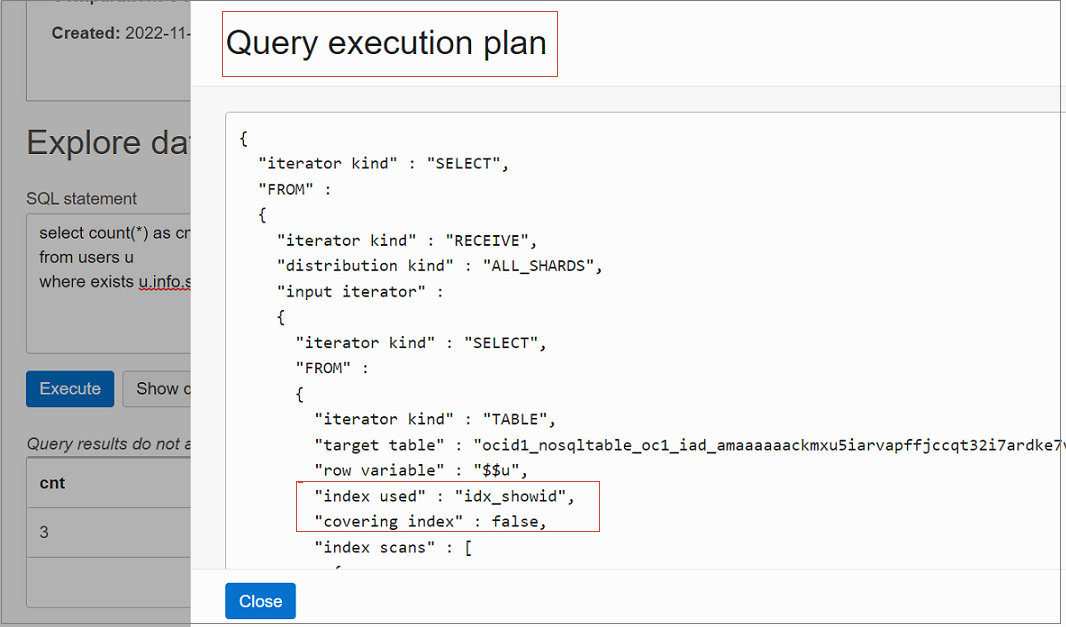 Created: 2022-11-
Explore da
SQL statement
select count(*) as cn
from users u
where exists u.info.s
Execute
Show
Query results do not a
cnt
3
Query execution plan
{
"iterator kind" : "SELECT",
"FROM" :
{
"iterator kind" : "RECEIVE",
"distribution kind" : "ALL_SHARDS",
"input iterator" :
{
"iterator kind" : "SELECT",
"FROM" :
{
"iterator kind" : "TABLE",
"target table" : "ocid1_nosqltable_oc1_iad_amaaaaaackmxu5iarvapffjccqt32i7ardke7v
"row variable" : "$$u",
"index used" : "idx_showid",
"covering index" : false,
"index scans" : [
Close